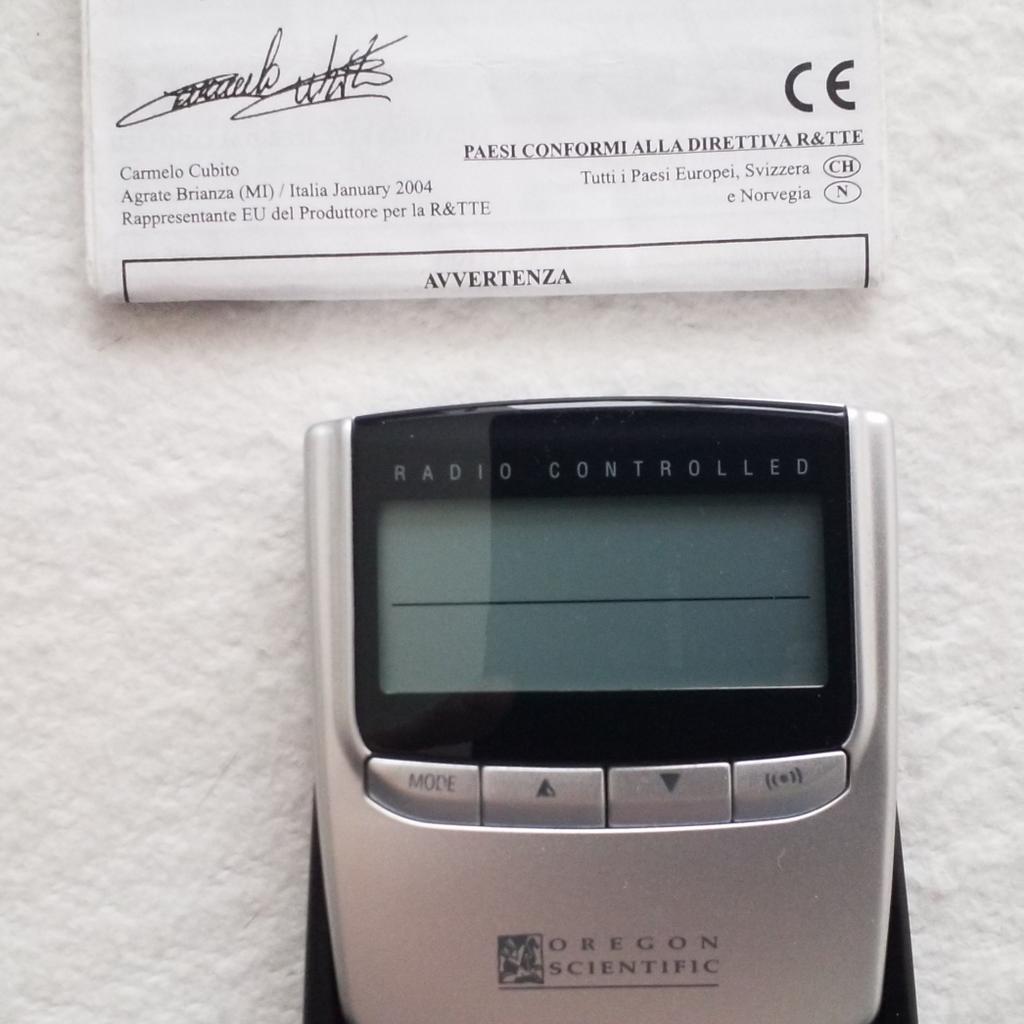 CE
PAESI CONFORMI ALLA DIRETTIVA R&TTE
Carmelo Cubito
Tutti i Paesi Europei, Svizzera CH
Agrate Brianza (MI) / Italia January 2004
e Norvegia N
Rappresentante EU del Produttore per la R&TTE
AVVERTENZA
RADIO CONTROLLED
MODE
OREGON
SCIENTIFIC